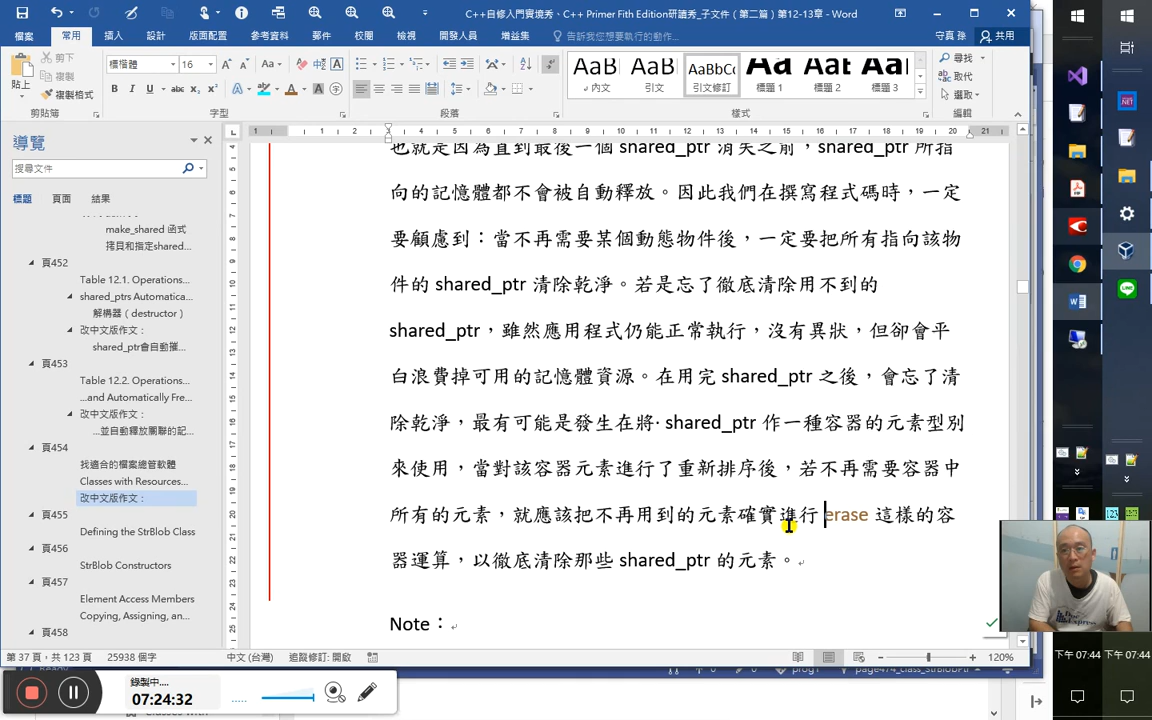 C++自修入門實境秀、C++ Primer Fith Edition研讀秀_子文件（第二篇）第12-13章 - Word
檔案 常用 插入 設計 版面配置 參考資料 郵件 校閱 檢視 開發人員 增益集 告訴我您想要執行的動作... 守真 孫 共用
貼上 剪下 複製 複製格式 標楷體 16
AaB AaB AaBbCc Aa Aab Aal
內文 引文 引文修訂 標題 1 標題 2 標題 3
尋找 取代 選取
剪貼簿 字型 段落 樣式 編輯
導覽
搜尋文件
標題 頁面 結果
make_shared 函式
拷貝和指定shared...
頁452
Table 12.1. Operations...
shared_ptrs Automatica...
解構器（destructor）
改中文版作文：
shared_ptr會自動摧...
頁453
Table 12.2. Operations...
...and Automatically Fre...
改中文版作文：
...並自動釋放關聯的記...
頁454
找適合的檔案總管軟體
Classes with Resources...
改中文版作文：
頁455
Defining the StrBlob Class
頁456
StrBlob Constructors
頁457
Element Access Members
Copying, Assigning, an...
頁458
也就是因為直到最後一個 shared_ptr 消失之前，shared_ptr 所指
向的記憶體都不會被自動釋放。因此我們在撰寫程式碼時，一定
要顧慮到：當不再需要某個動態物件後，一定要把所有指向該物
件的 shared_ptr 清除乾淨。若是忘了徹底清除用不到的
shared_ptr，雖然應用程式仍能正常執行，沒有異狀，但卻會平
白浪費掉可用的記憶體資源。在用完 shared_ptr 之後，會忘了清
除乾淨，最有可能是發生在將 shared_ptr 作一種容器的元素型別
來使用，當對該容器元素進行了重新排序後，若不再需要容器中
所有的元素，就應該把不再用到的元素確實進行 erase 這樣的容
器運算，以徹底清除那些 shared_ptr 的元素。
Note：
第 37 頁，共 123 頁 25938 個字 中文 (台灣) 追蹤修訂: 開啟 120%
錄製中....
07:24:32
下午 07:44 下午 07:44